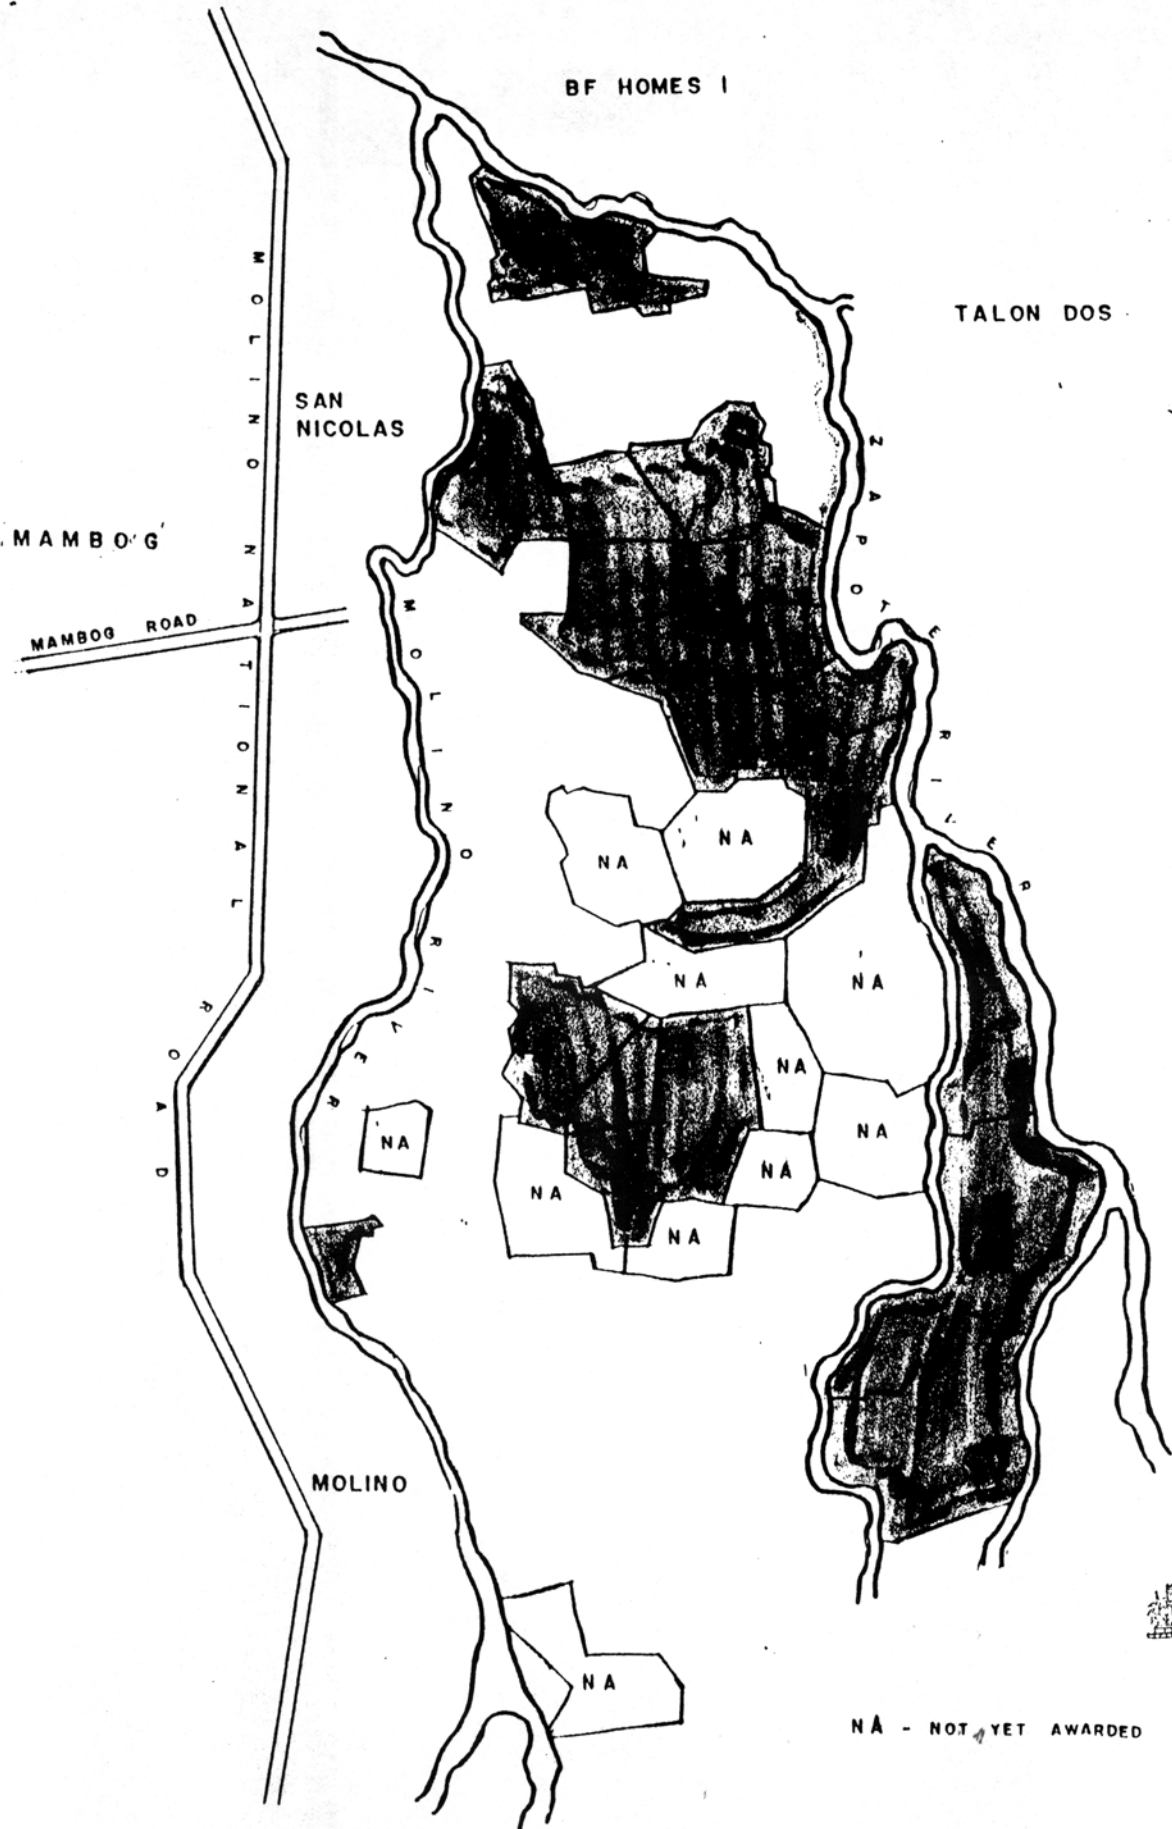 BF HOMES I
TALON DOS
SAN
NICOLAS
MAMBOG
MAMBOG ROAD
MOLINO NATIONAL ROAD
MOLINO RIVER
ZAPOTE RIVER
NA
NA
NA
NA
NA
NA
NA
NA
NA
NA
MOLINO
NA
NA - NOT YET AWARDED